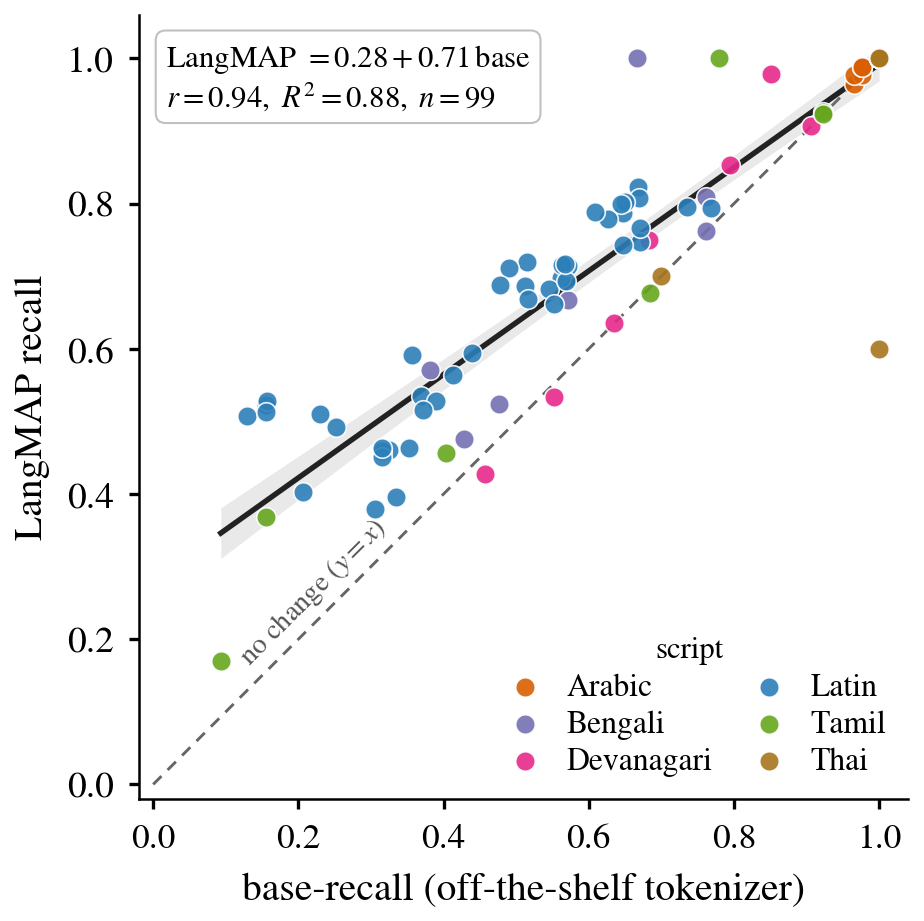 LangMAP = 0.28 + 0.71 base
r = 0.94, R² = 0.88, n = 99
1.0
0.8
0.6
0.4
0.2
0.0
LangMAP recall
no change (y = x)
script
Arabic
Bengali
Devanagari
Latin
Tamil
Thai
0.0 0.2 0.4 0.6 0.8 1.0
base-recall (off-the-shelf tokenizer)